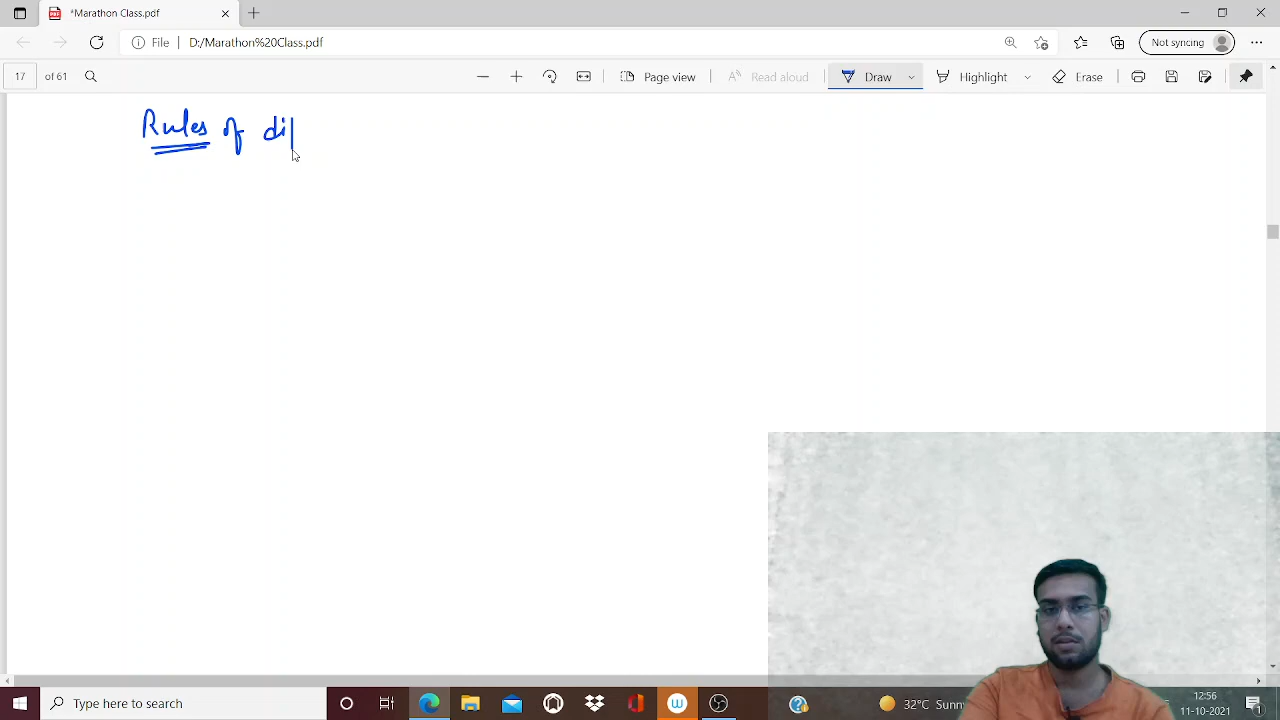 *Marathon Class.pdf
File D:/Marathon%20Class.pdf Not syncing
17 of 61 Page view Read aloud Draw Highlight Erase
Rules of dif
Type here to search
32°C Sunny
12:56
11-10-2021